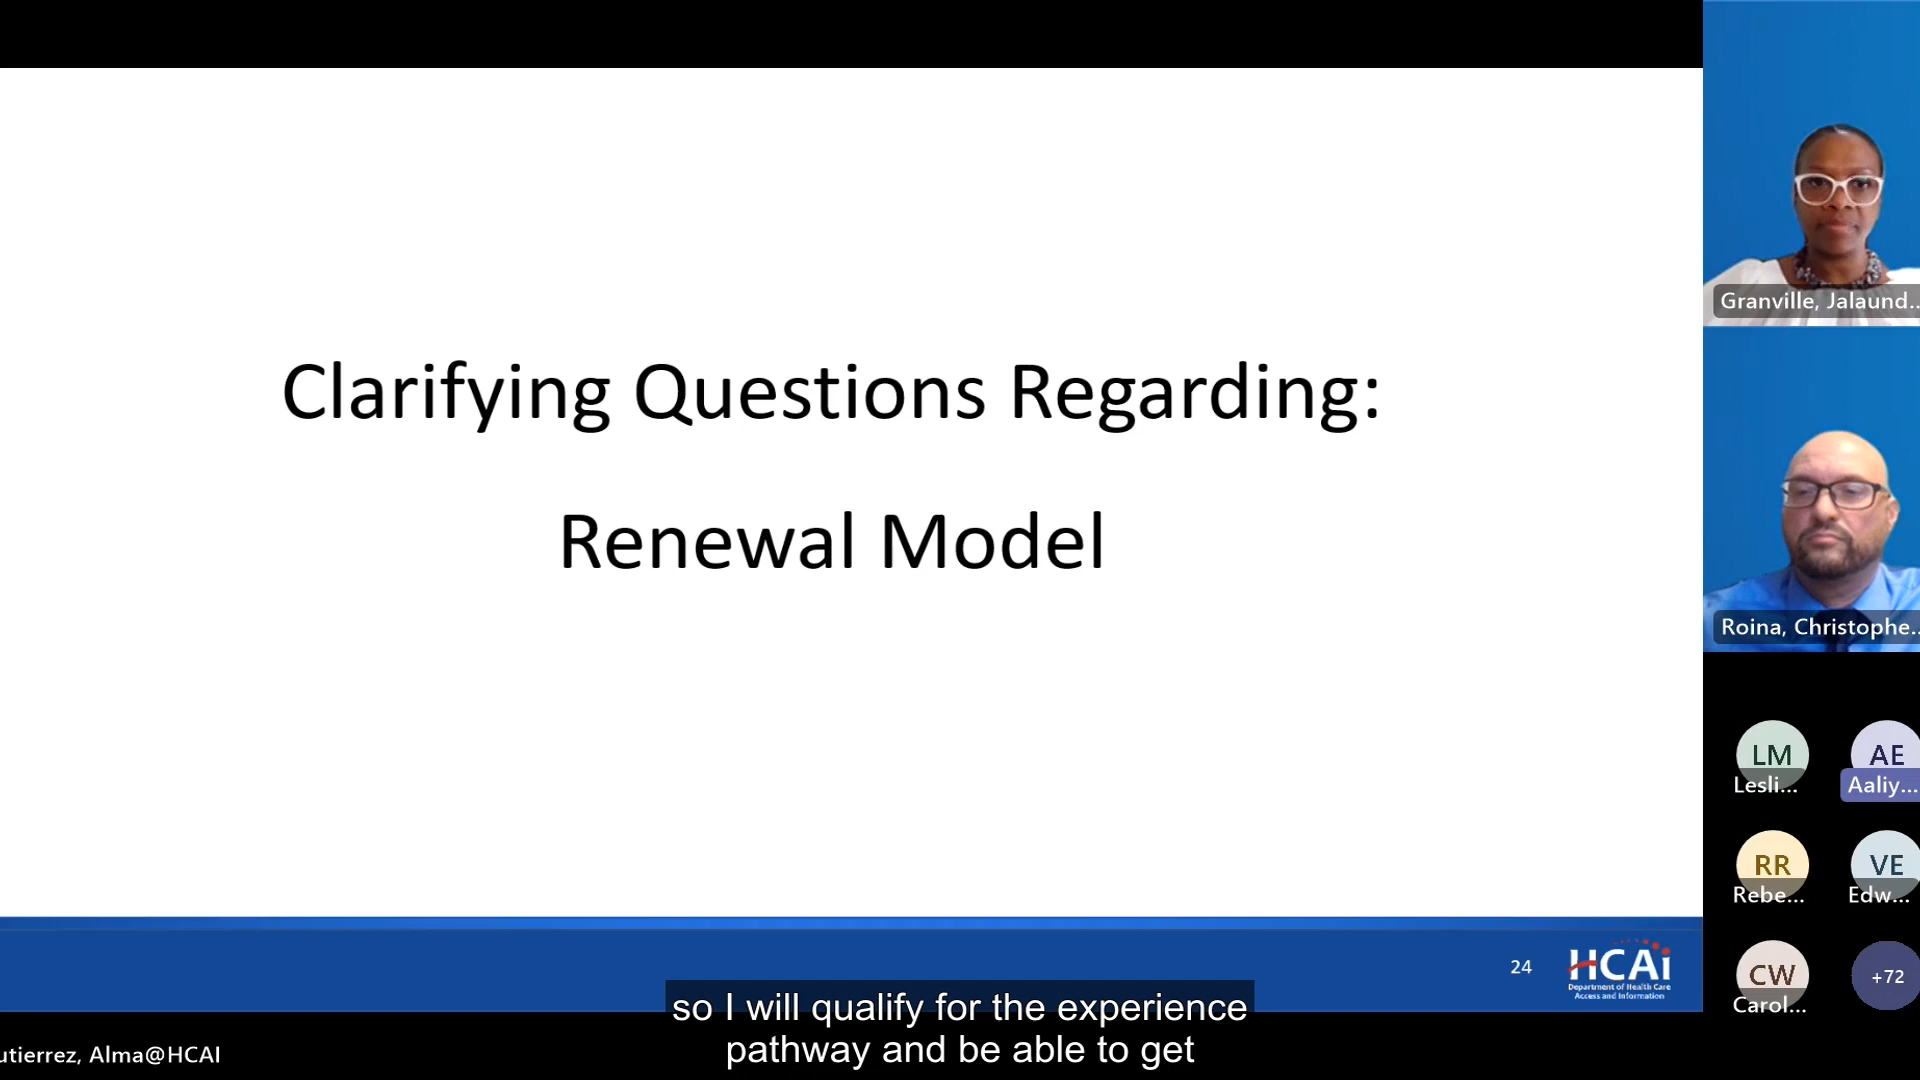 Clarifying Questions Regarding:
Renewal Model
24
HCAi
Department of Health Care
Access and Information
so I will qualify for the experience
pathway and be able to get
utierrez, Alma@HCAI
Granville, Jalaund...
Roina, Christophe...
LM
Lesli...
AE
Aaliy...
RR
Rebe...
VE
Edw...
CW
Carol...
+72